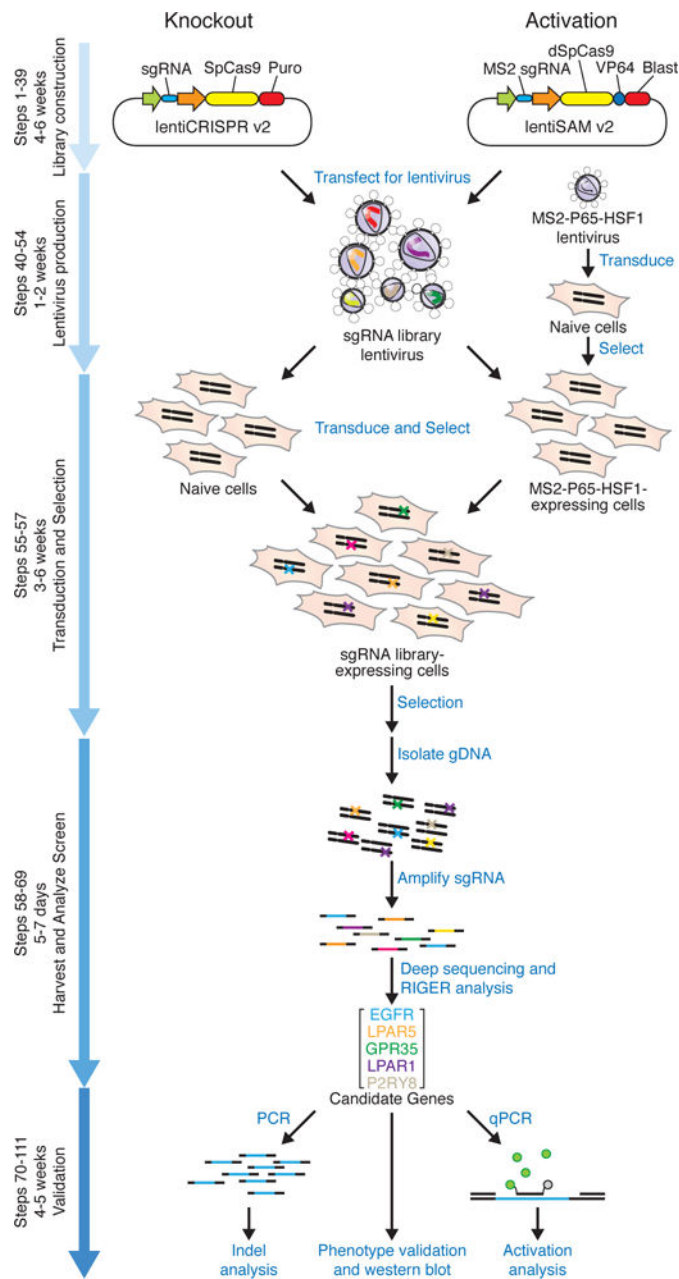 Knockout
Activation
sgRNA
SpCas9
Puro
lentiCRISPR v2
dSpCas9
MS2 sgRNA
VP64
Blast
lentiSAM v2
Steps 1-39
4-6 weeks
Library construction
Transfect for lentivirus
MS2-P65-HSF1
lentivirus
Transduce
Naive cells
Select
sgRNA library
lentivirus
Steps 40-54
1-2 weeks
Lentivirus production
Transduce and Select
Naive cells
MS2-P65-HSF1-
expressing cells
sgRNA library-
expressing cells
Steps 55-57
3-6 weeks
Transduction and Selection
Selection
Isolate gDNA
Amplify sgRNA
Deep sequencing and
RIGER analysis
EGFR
LPAR5
GPR35
LPAR1
P2RY8
Candidate Genes
Steps 58-69
5-7 days
Harvest and Analyze Screen
PCR
qPCR
Indel
analysis
Phenotype validation
and western blot
Activation
analysis
Steps 70-111
4-5 weeks
Validation